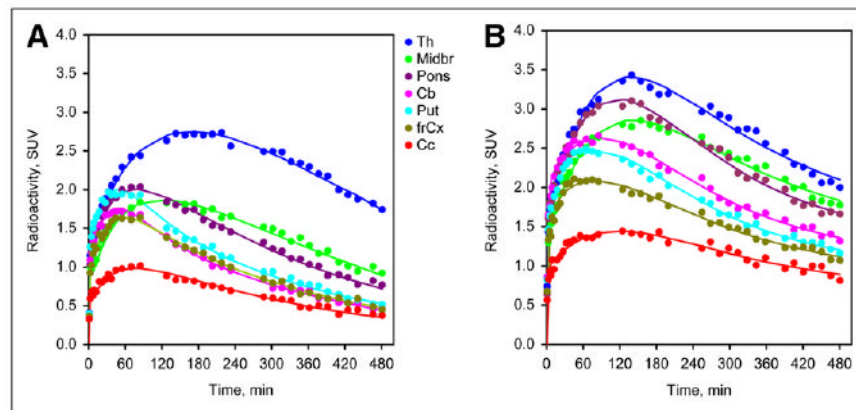 A
B
Th
Midbr
Pons
Cb
Put
frCx
Cc
Radioactivity, SUV
4.0
3.5
3.0
2.5
2.0
1.5
1.0
0.5
0.0
0 60 120 180 240 300 360 420 480
Time, min
Radioactivity, SUV
4.0
3.5
3.0
2.5
2.0
1.5
1.0
0.5
0.0
0 60 120 180 240 300 360 420 480
Time, min